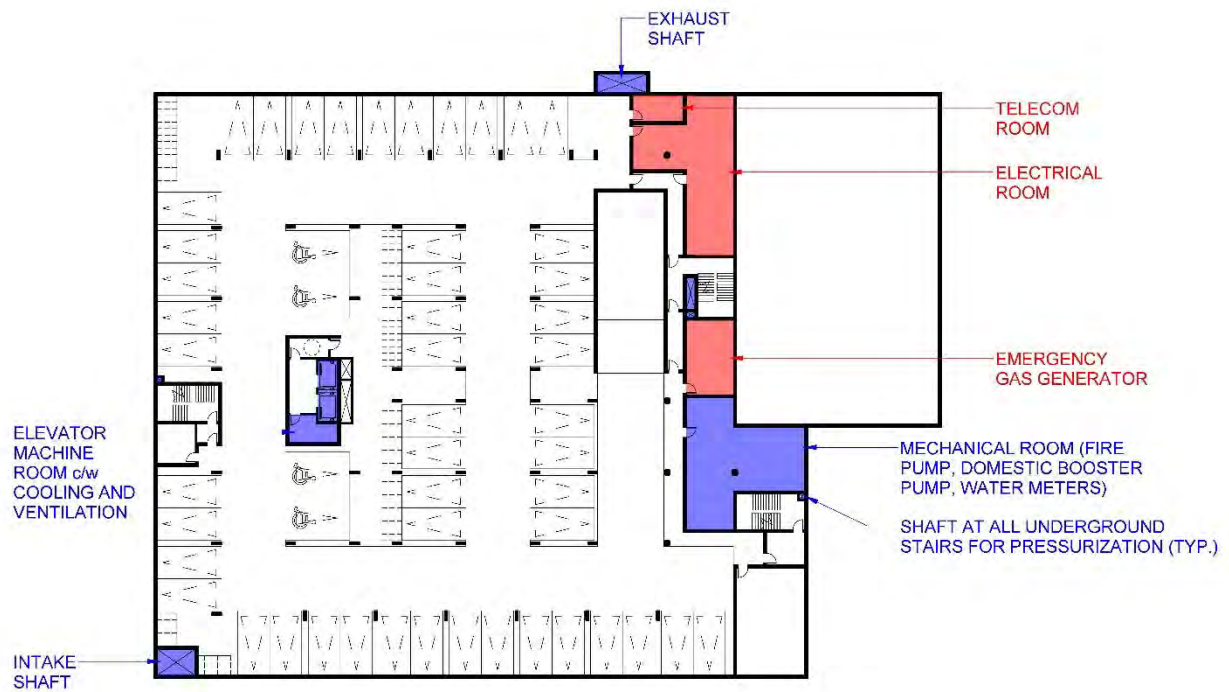 EXHAUST
SHAFT
TELECOM
ROOM
ELECTRICAL
ROOM
EMERGENCY
GAS GENERATOR
ELEVATOR
MACHINE
ROOM c/w
COOLING AND
VENTILATION
MECHANICAL ROOM (FIRE
PUMP, DOMESTIC BOOSTER
PUMP, WATER METERS)
SHAFT AT ALL UNDERGROUND
STAIRS FOR PRESSURIZATION (TYP.)
INTAKE
SHAFT